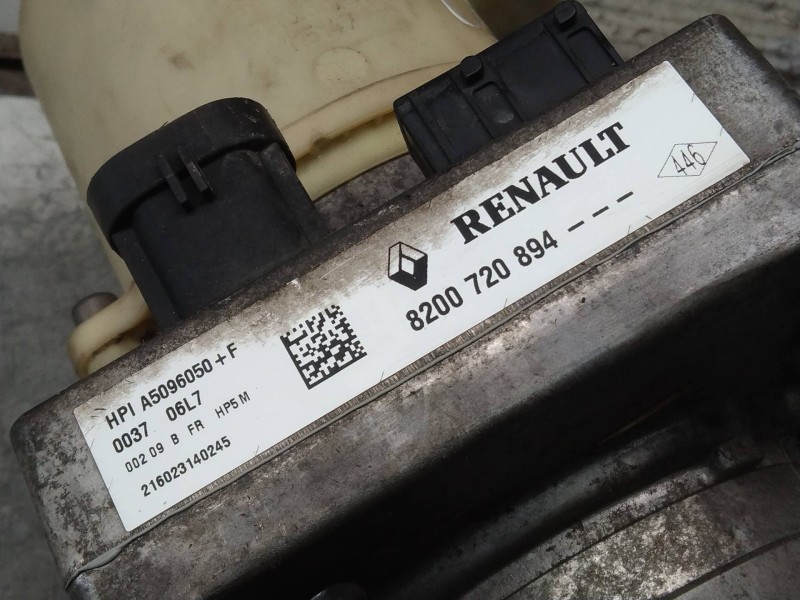 RENAULT
446
8200 720 894 ---
HPI A5096050+F
0037 06L7
002 09 B FR HP5M
216023140245